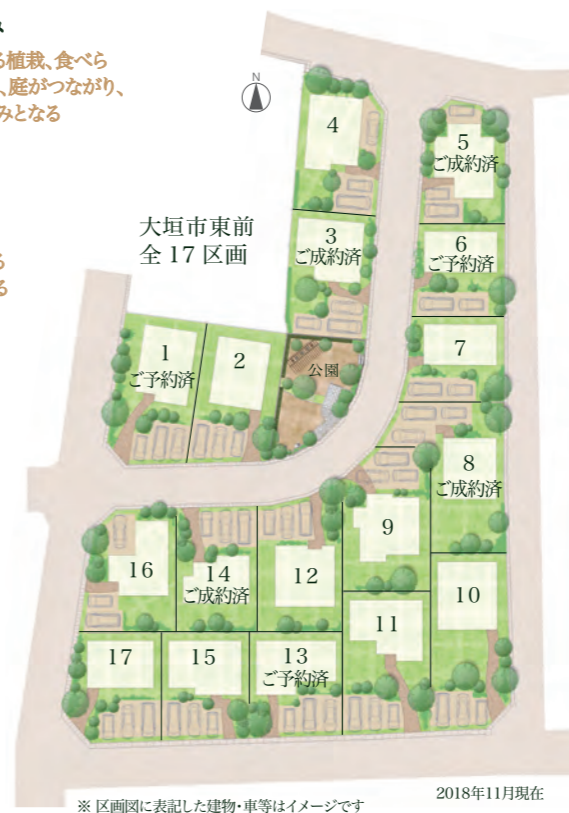 る植栽、食べら
、庭がつながり、
みとなる
る
る
N
大垣市東前
全17区画
4
5
ご成約済
3
ご成約済
6
ご予約済
1
ご予約済
2
公園
7
8
ご成約済
9
16
14
ご成約済
12
10
11
17
15
13
ご予約済
※ 区画図に表記した建物・車等はイメージです
2018年11月現在